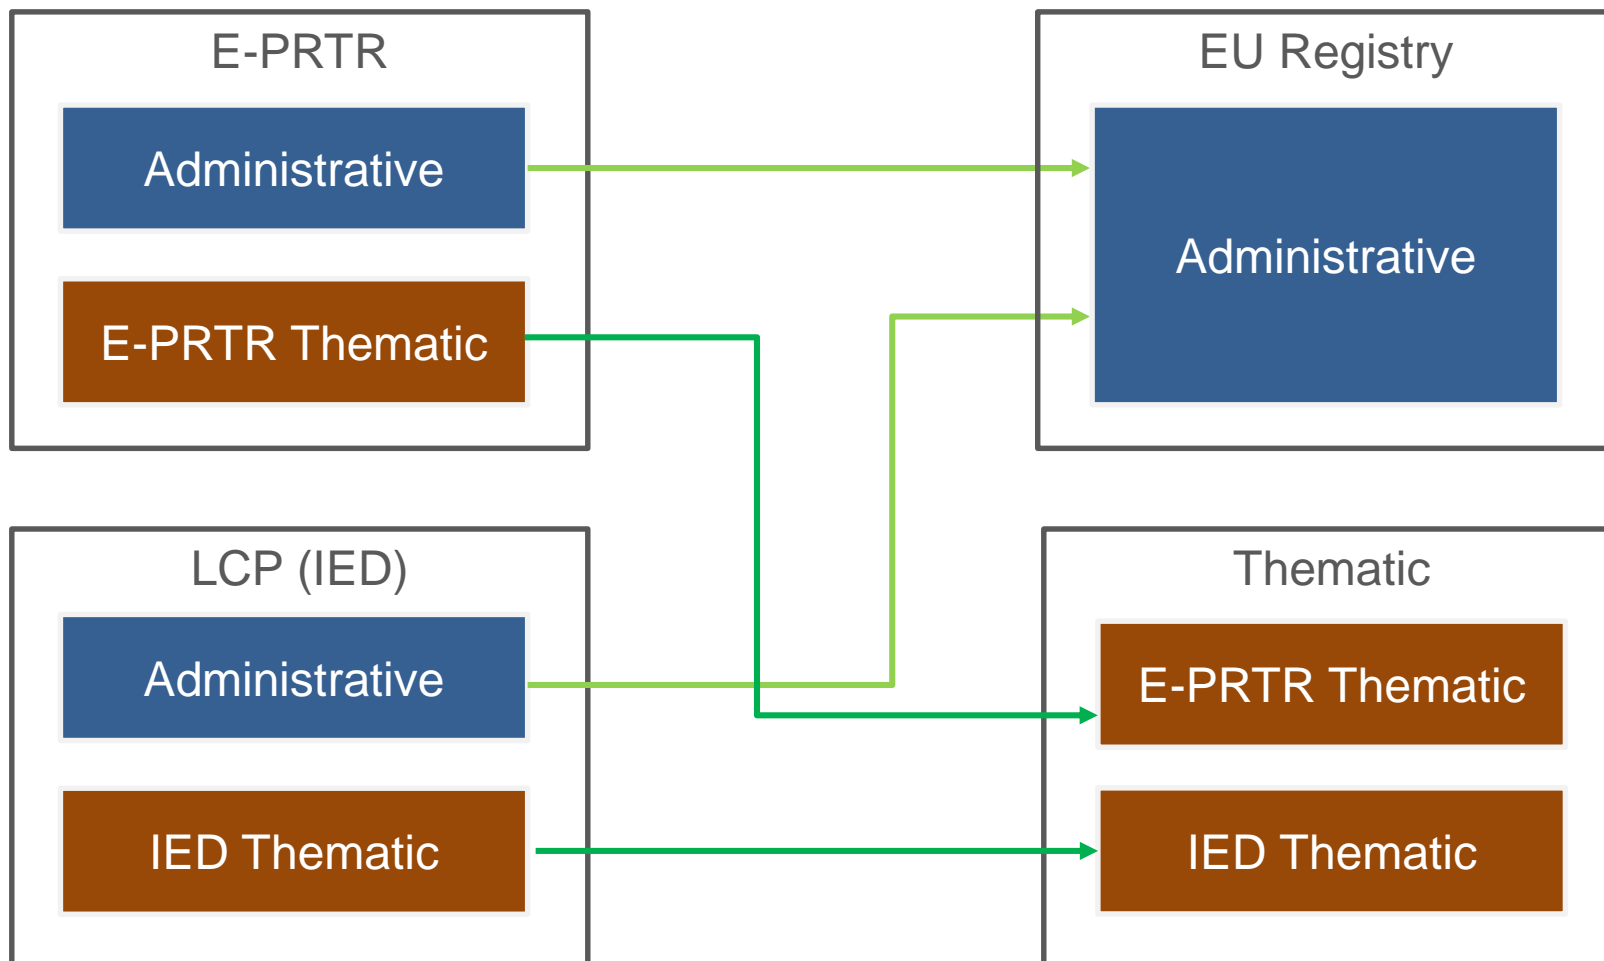 E-PRTR
Administrative
E-PRTR Thematic
EU Registry
Administrative
LCP (IED)
Administrative
IED Thematic
Thematic
E-PRTR Thematic
IED Thematic